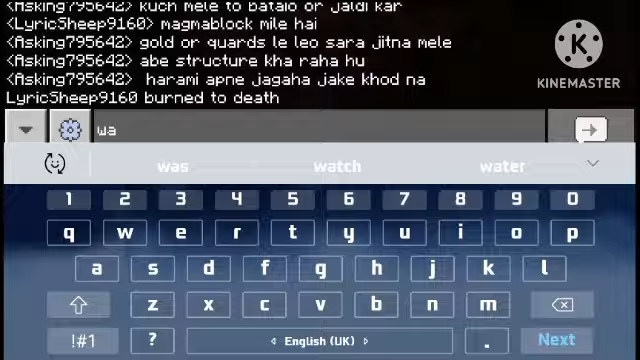 <Asking795642> kuch mele to bataio or jaldi kar
<LyricSheep9160> magmablock mile hai
<Asking795642> gold or quards le leo sara jitna mele
<Asking795642> abe structure kha raha hu
<Asking795642> harami apne jagaha jake khod na
LyricSheep9160 burned to death
KINEMASTER
wa
was watch water
1 2 3 4 5 6 7 8 9 0
q w e r t y u i o p
a s d f g h j k l
z x c v b n m
!#1 ? English (UK) . Next